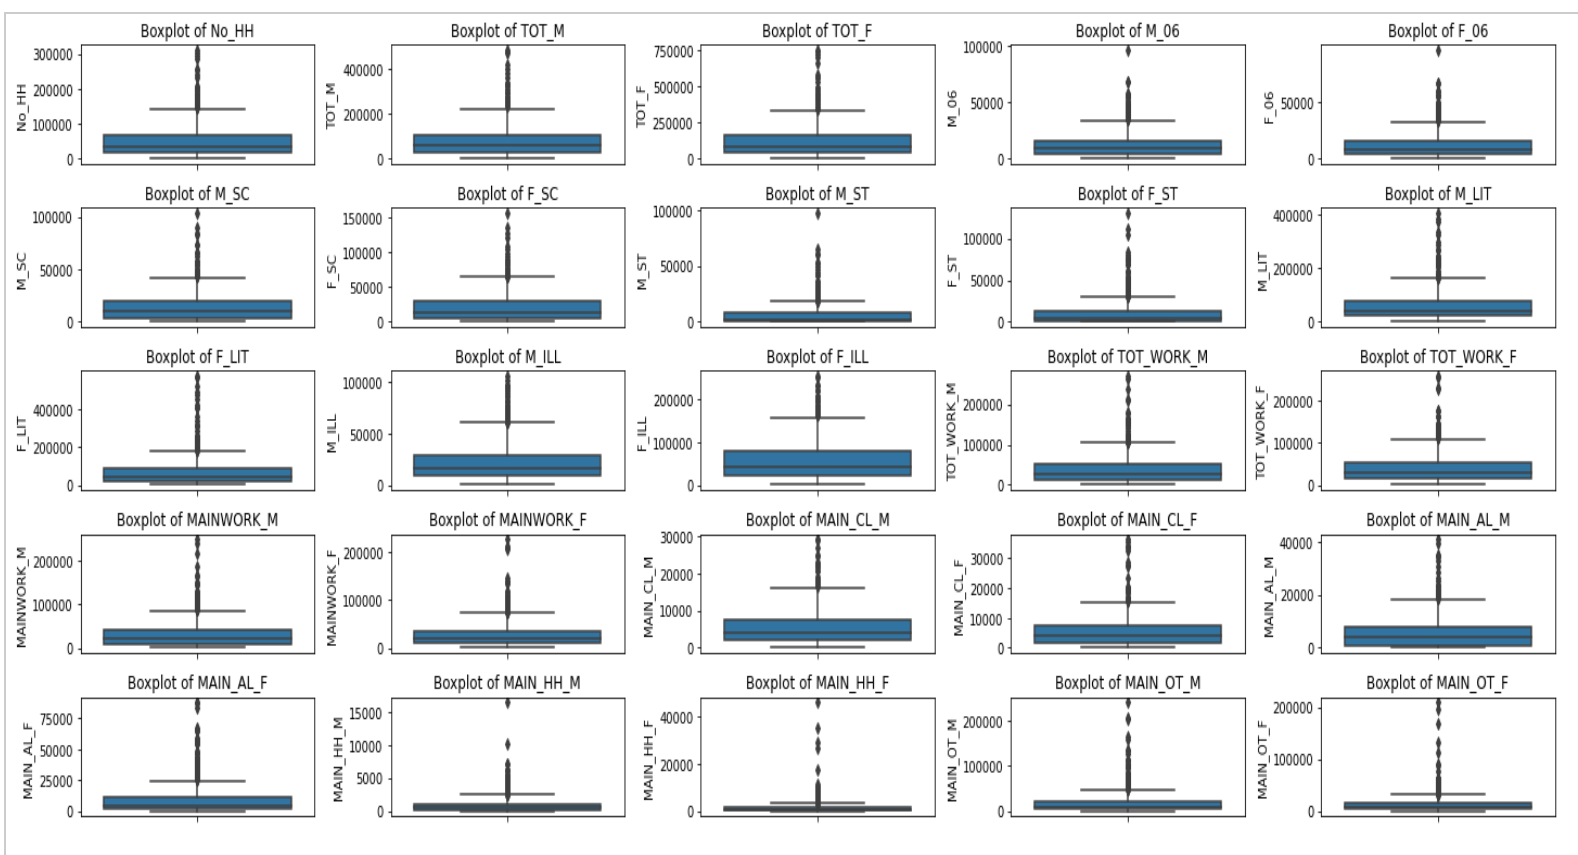 Boxplot of No_HH
No_HH
300000
200000
100000
0
Boxplot of TOT_M
TOT_M
400000
200000
0
Boxplot of TOT_F
TOT_F
750000
500000
250000
0
Boxplot of M_06
M_06
100000
50000
0
Boxplot of F_06
F_06
50000
0
Boxplot of M_SC
M_SC
100000
50000
0
Boxplot of F_SC
F_SC
150000
100000
50000
0
Boxplot of M_ST
M_ST
100000
50000
0
Boxplot of F_ST
F_ST
100000
50000
0
Boxplot of M_LIT
M_LIT
400000
200000
0
Boxplot of F_LIT
F_LIT
400000
200000
0
Boxplot of M_ILL
M_ILL
100000
50000
0
Boxplot of F_ILL
F_ILL
200000
100000
0
Boxplot of TOT_WORK_M
TOT_WORK_M
200000
100000
0
Boxplot of TOT_WORK_F
TOT_WORK_F
200000
100000
0
Boxplot of MAINWORK_M
MAINWORK_M
200000
100000
0
Boxplot of MAINWORK_F
MAINWORK_F
200000
100000
0
Boxplot of MAIN_CL_M
MAIN_CL_M
30000
20000
10000
0
Boxplot of MAIN_CL_F
MAIN_CL_F
30000
20000
10000
0
Boxplot of MAIN_AL_M
MAIN_AL_M
40000
20000
0
Boxplot of MAIN_AL_F
MAIN_AL_F
75000
50000
25000
0
Boxplot of MAIN_HH_M
MAIN_HH_M
15000
10000
5000
0
Boxplot of MAIN_HH_F
MAIN_HH_F
40000
20000
0
Boxplot of MAIN_OT_M
MAIN_OT_M
200000
100000
0
Boxplot of MAIN_OT_F
MAIN_OT_F
200000
100000
0